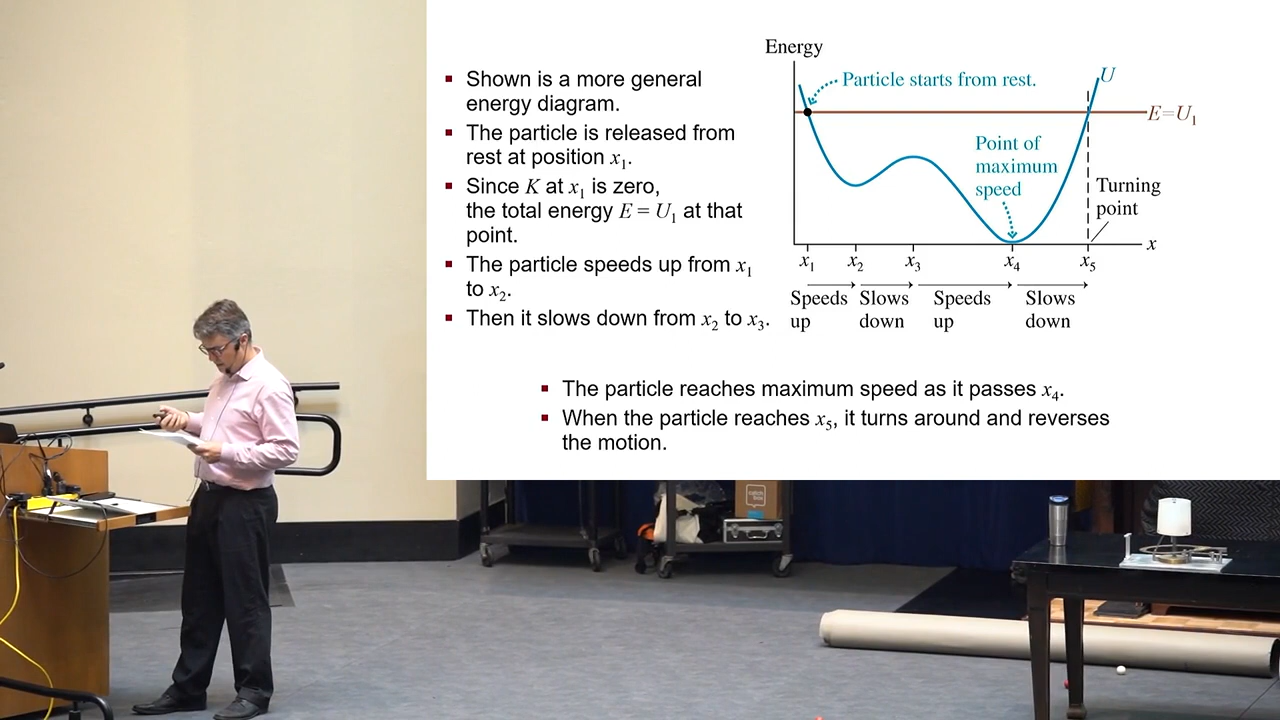 ▪ Shown is a more general
energy diagram.
▪ The particle is released from
rest at position x₁.
▪ Since K at x₁ is zero,
the total energy E = U₁ at that
point.
▪ The particle speeds up from x₁
to x₂.
▪ Then it slows down from x₂ to x₃.
Energy
U
Particle starts from rest.
E=U₁
Point of
maximum
speed
Turning
point
x
x₁ x₂ x₃ x₄ x₅
Speeds
up
Slows
down
Speeds
up
Slows
down
▪ The particle reaches maximum speed as it passes x₄.
▪ When the particle reaches x₅, it turns around and reverses
the motion.